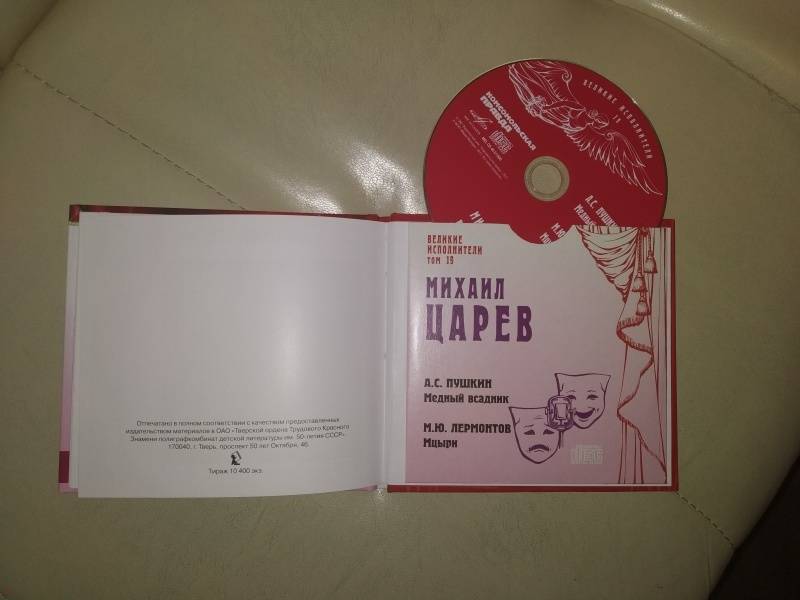 Отпечатано в полном соответствии с качеством предоставленных
издательством материалов в ОАО «Тверской ордена Трудового Красного
Знамени полиграфкомбинат детской литературы им. 50-летия СССР».
170040, г. Тверь, проспект 50 лет Октября, 46
Тираж 10 400 экз.
ВЕЛИКИЕ ИСПОЛНИТЕЛИ
19
КОМСОМОЛЬСКАЯ
ПРАВДА
А.С. ПУШК
Медный
М.Ю.
Мцы
ВЕЛИКИЕ
ИСПОЛНИТЕЛИ
ТОМ 19
МИХАИЛ
ЦАРЕВ
А.С. ПУШКИН
Медный всадник
М.Ю. ЛЕРМОНТОВ
Мцыри